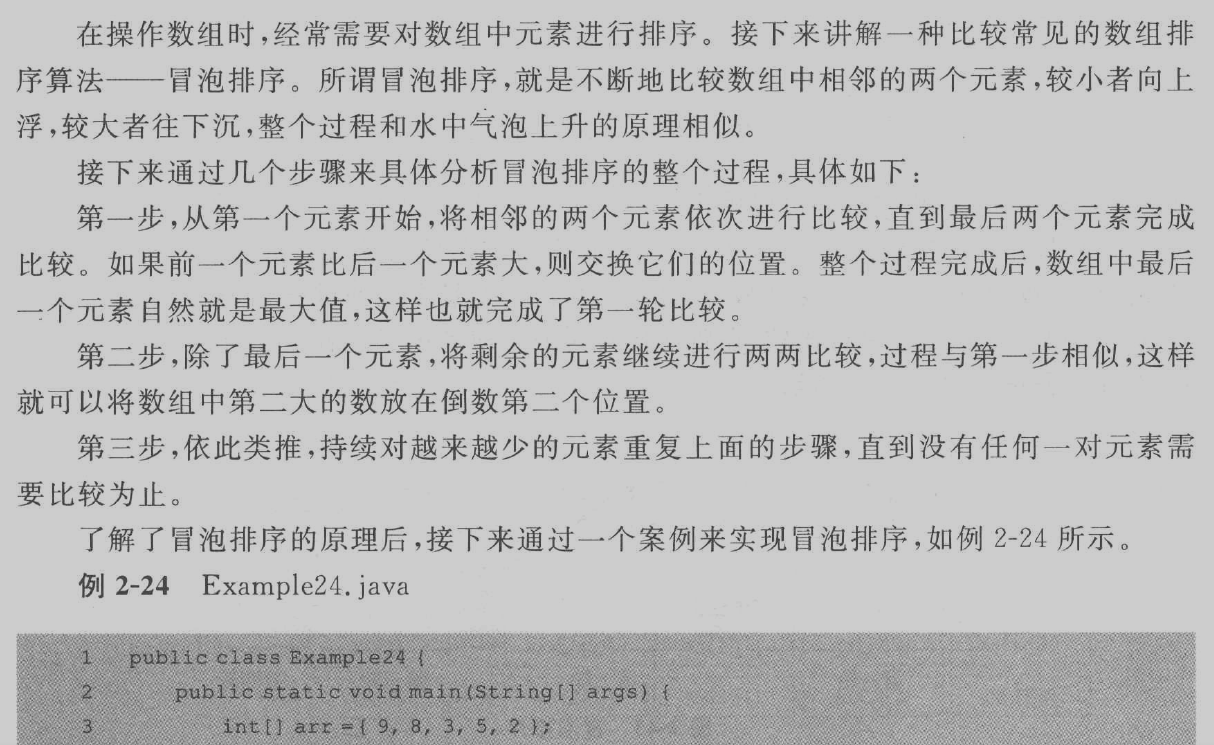 在操作数组时,经常需要对数组中元素进行排序。接下来讲解一种比较常见的数组排
序算法——冒泡排序。所谓冒泡排序,就是不断地比较数组中相邻的两个元素,较小者向上
浮,较大者往下沉,整个过程和水中气泡上升的原理相似。
接下来通过几个步骤来具体分析冒泡排序的整个过程,具体如下:
第一步,从第一个元素开始,将相邻的两个元素依次进行比较,直到最后两个元素完成
比较。如果前一个元素比后一个元素大,则交换它们的位置。整个过程完成后,数组中最后
一个元素自然就是最大值,这样也就完成了第一轮比较。
第二步,除了最后一个元素,将剩余的元素继续进行两两比较,过程与第一步相似,这样
就可以将数组中第二大的数放在倒数第二个位置。
第三步,依此类推,持续对越来越少的元素重复上面的步骤,直到没有任何一对元素需
要比较为止。
了解了冒泡排序的原理后,接下来通过一个案例来实现冒泡排序,如例 2-24 所示。
例 2-24 Example24.java
1 public class Example24 {
2 public static void main(String[] args) {
3 int[] arr ={ 9, 8, 3, 5, 2 };